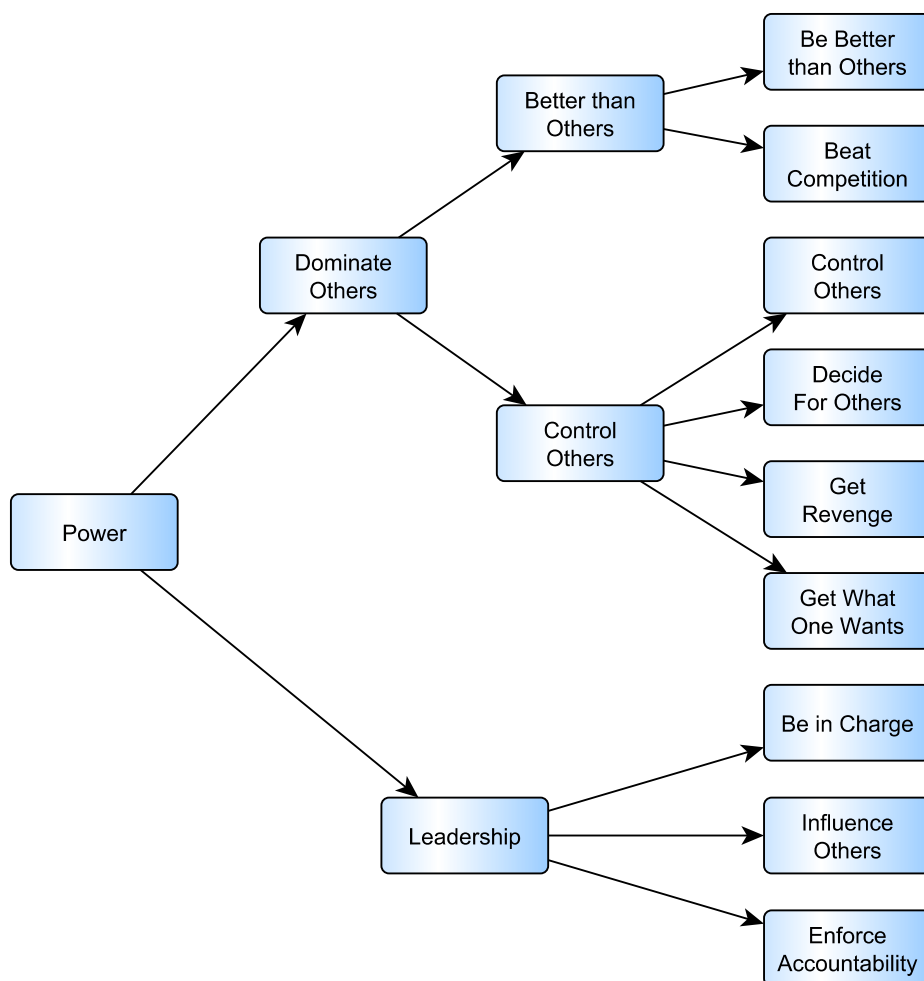 Power
Dominate
Others
Leadership
Better than
Others
Control
Others
Be Better
than Others
Beat
Competition
Control
Others
Decide
For Others
Get
Revenge
Get What
One Wants
Be in Charge
Influence
Others
Enforce
Accountability